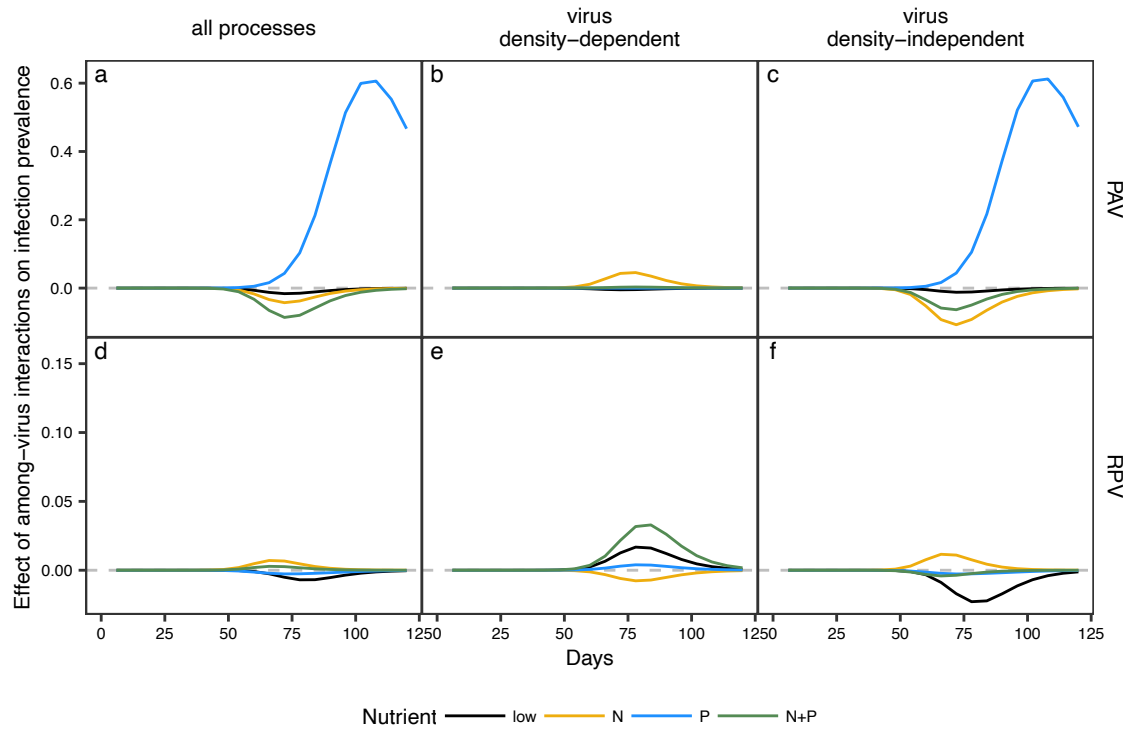 all processes
virus
density−dependent
virus
density−independent
Effect of among−virus interactions on infection prevalence
a
b
c
0.6
0.4
0.2
0.0
PAV
d
e
f
0.15
0.10
0.05
0.00
RPV
0 25 50 75 100 125
0 25 50 75 100 125
0 25 50 75 100 125
Days
Nutrient low N P N+P